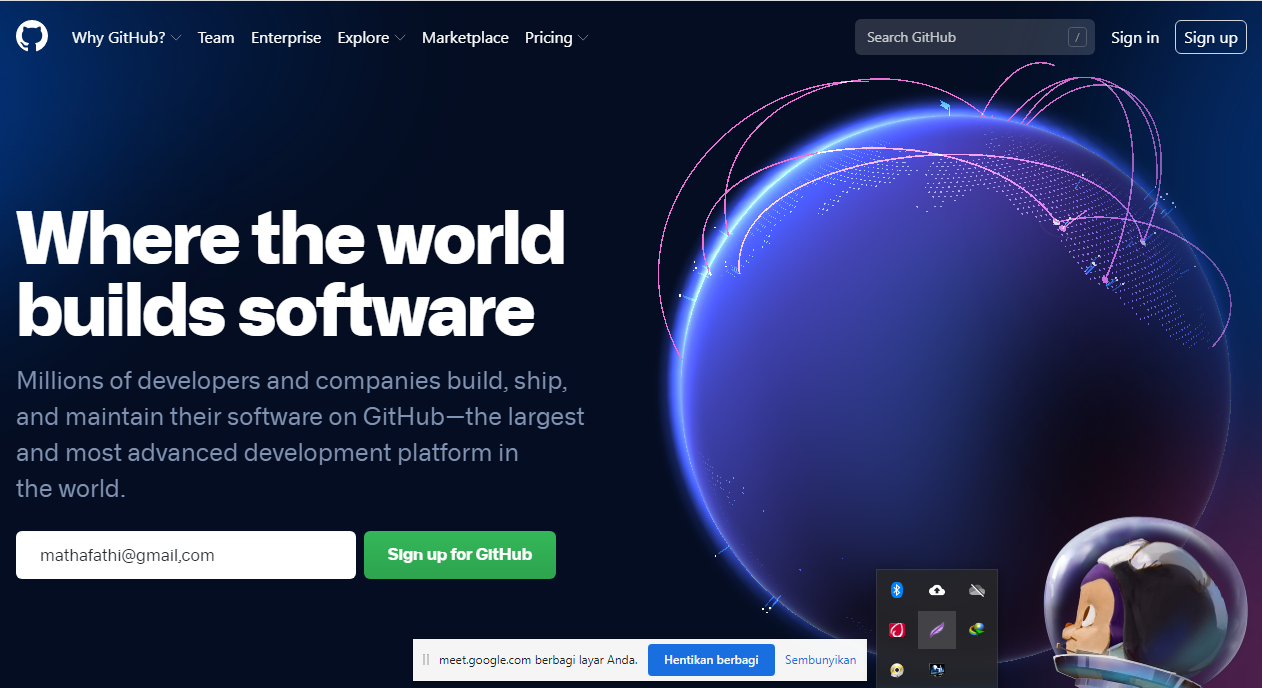 Why GitHub? Team Enterprise Explore Marketplace Pricing Search GitHub / Sign in Sign up
Where the world
builds software
Millions of developers and companies build, ship,
and maintain their software on GitHub—the largest
and most advanced development platform in
the world.
mathafathi@gmail,com Sign up for GitHub
meet.google.com berbagi layar Anda. Hentikan berbagi Sembunyikan